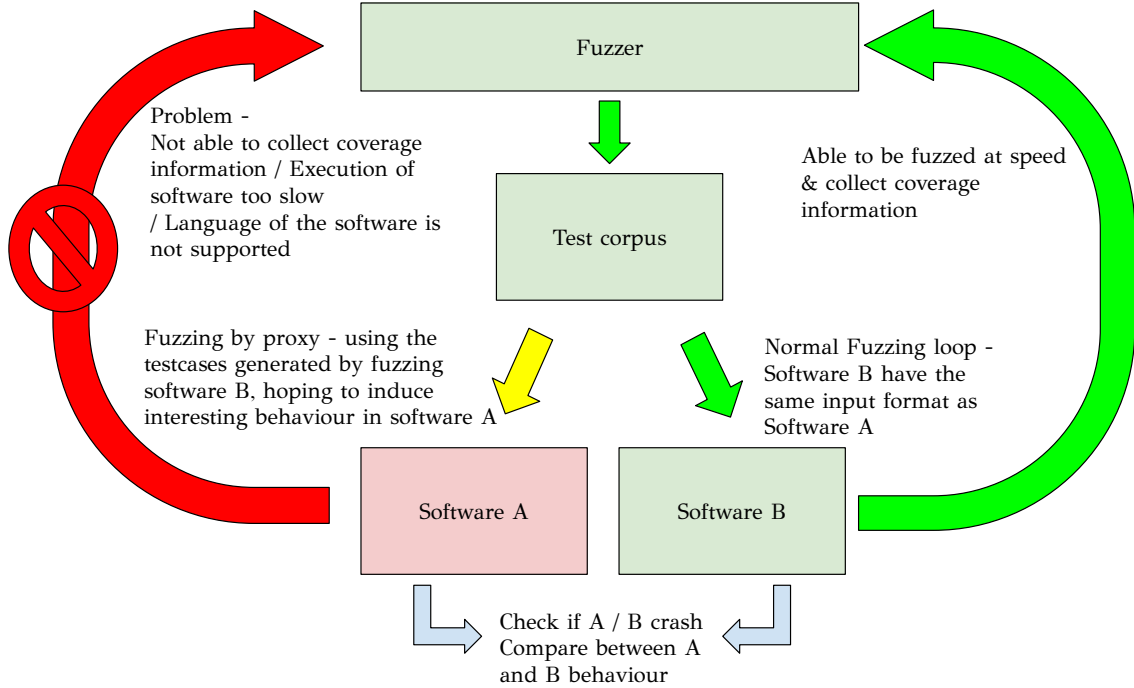 Fuzzer
Problem -
Not able to collect coverage
information / Execution of
software too slow
/ Language of the software is
not supported
Able to be fuzzed at speed
& collect coverage
information
Test corpus
Fuzzing by proxy - using the
testcases generated by fuzzing
software B, hoping to induce
interesting behaviour in software A
Normal Fuzzing loop -
Software B have the
same input format as
Software A
Software A
Software B
Check if A / B crash
Compare between A
and B behaviour